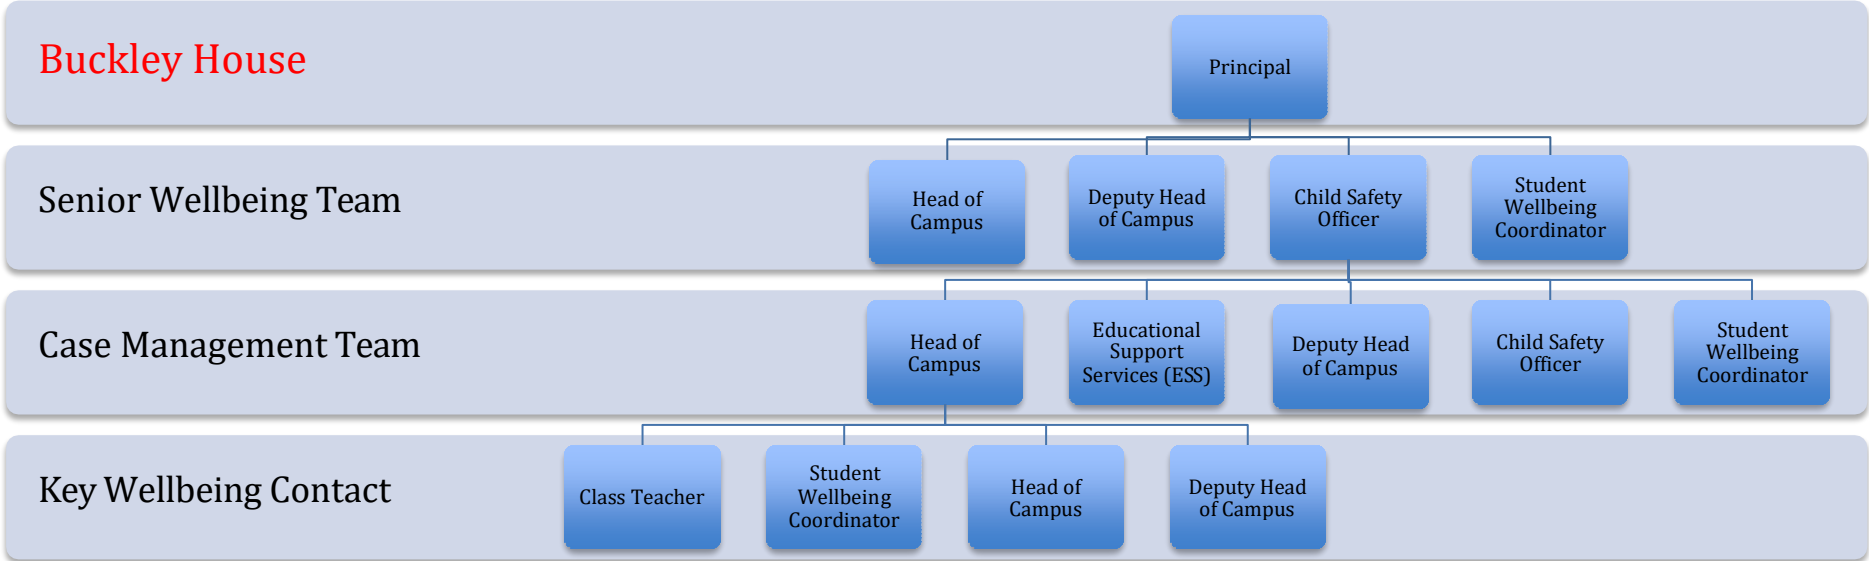 Buckley House
Principal
Senior Wellbeing Team
Head of
Campus
Deputy Head
of Campus
Child Safety
Officer
Student
Wellbeing
Coordinator
Case Management Team
Head of
Campus
Educational
Support
Services (ESS)
Deputy Head
of Campus
Child Safety
Officer
Student
Wellbeing
Coordinator
Key Wellbeing Contact
Class Teacher
Student
Wellbeing
Coordinator
Head of
Campus
Deputy Head
of Campus